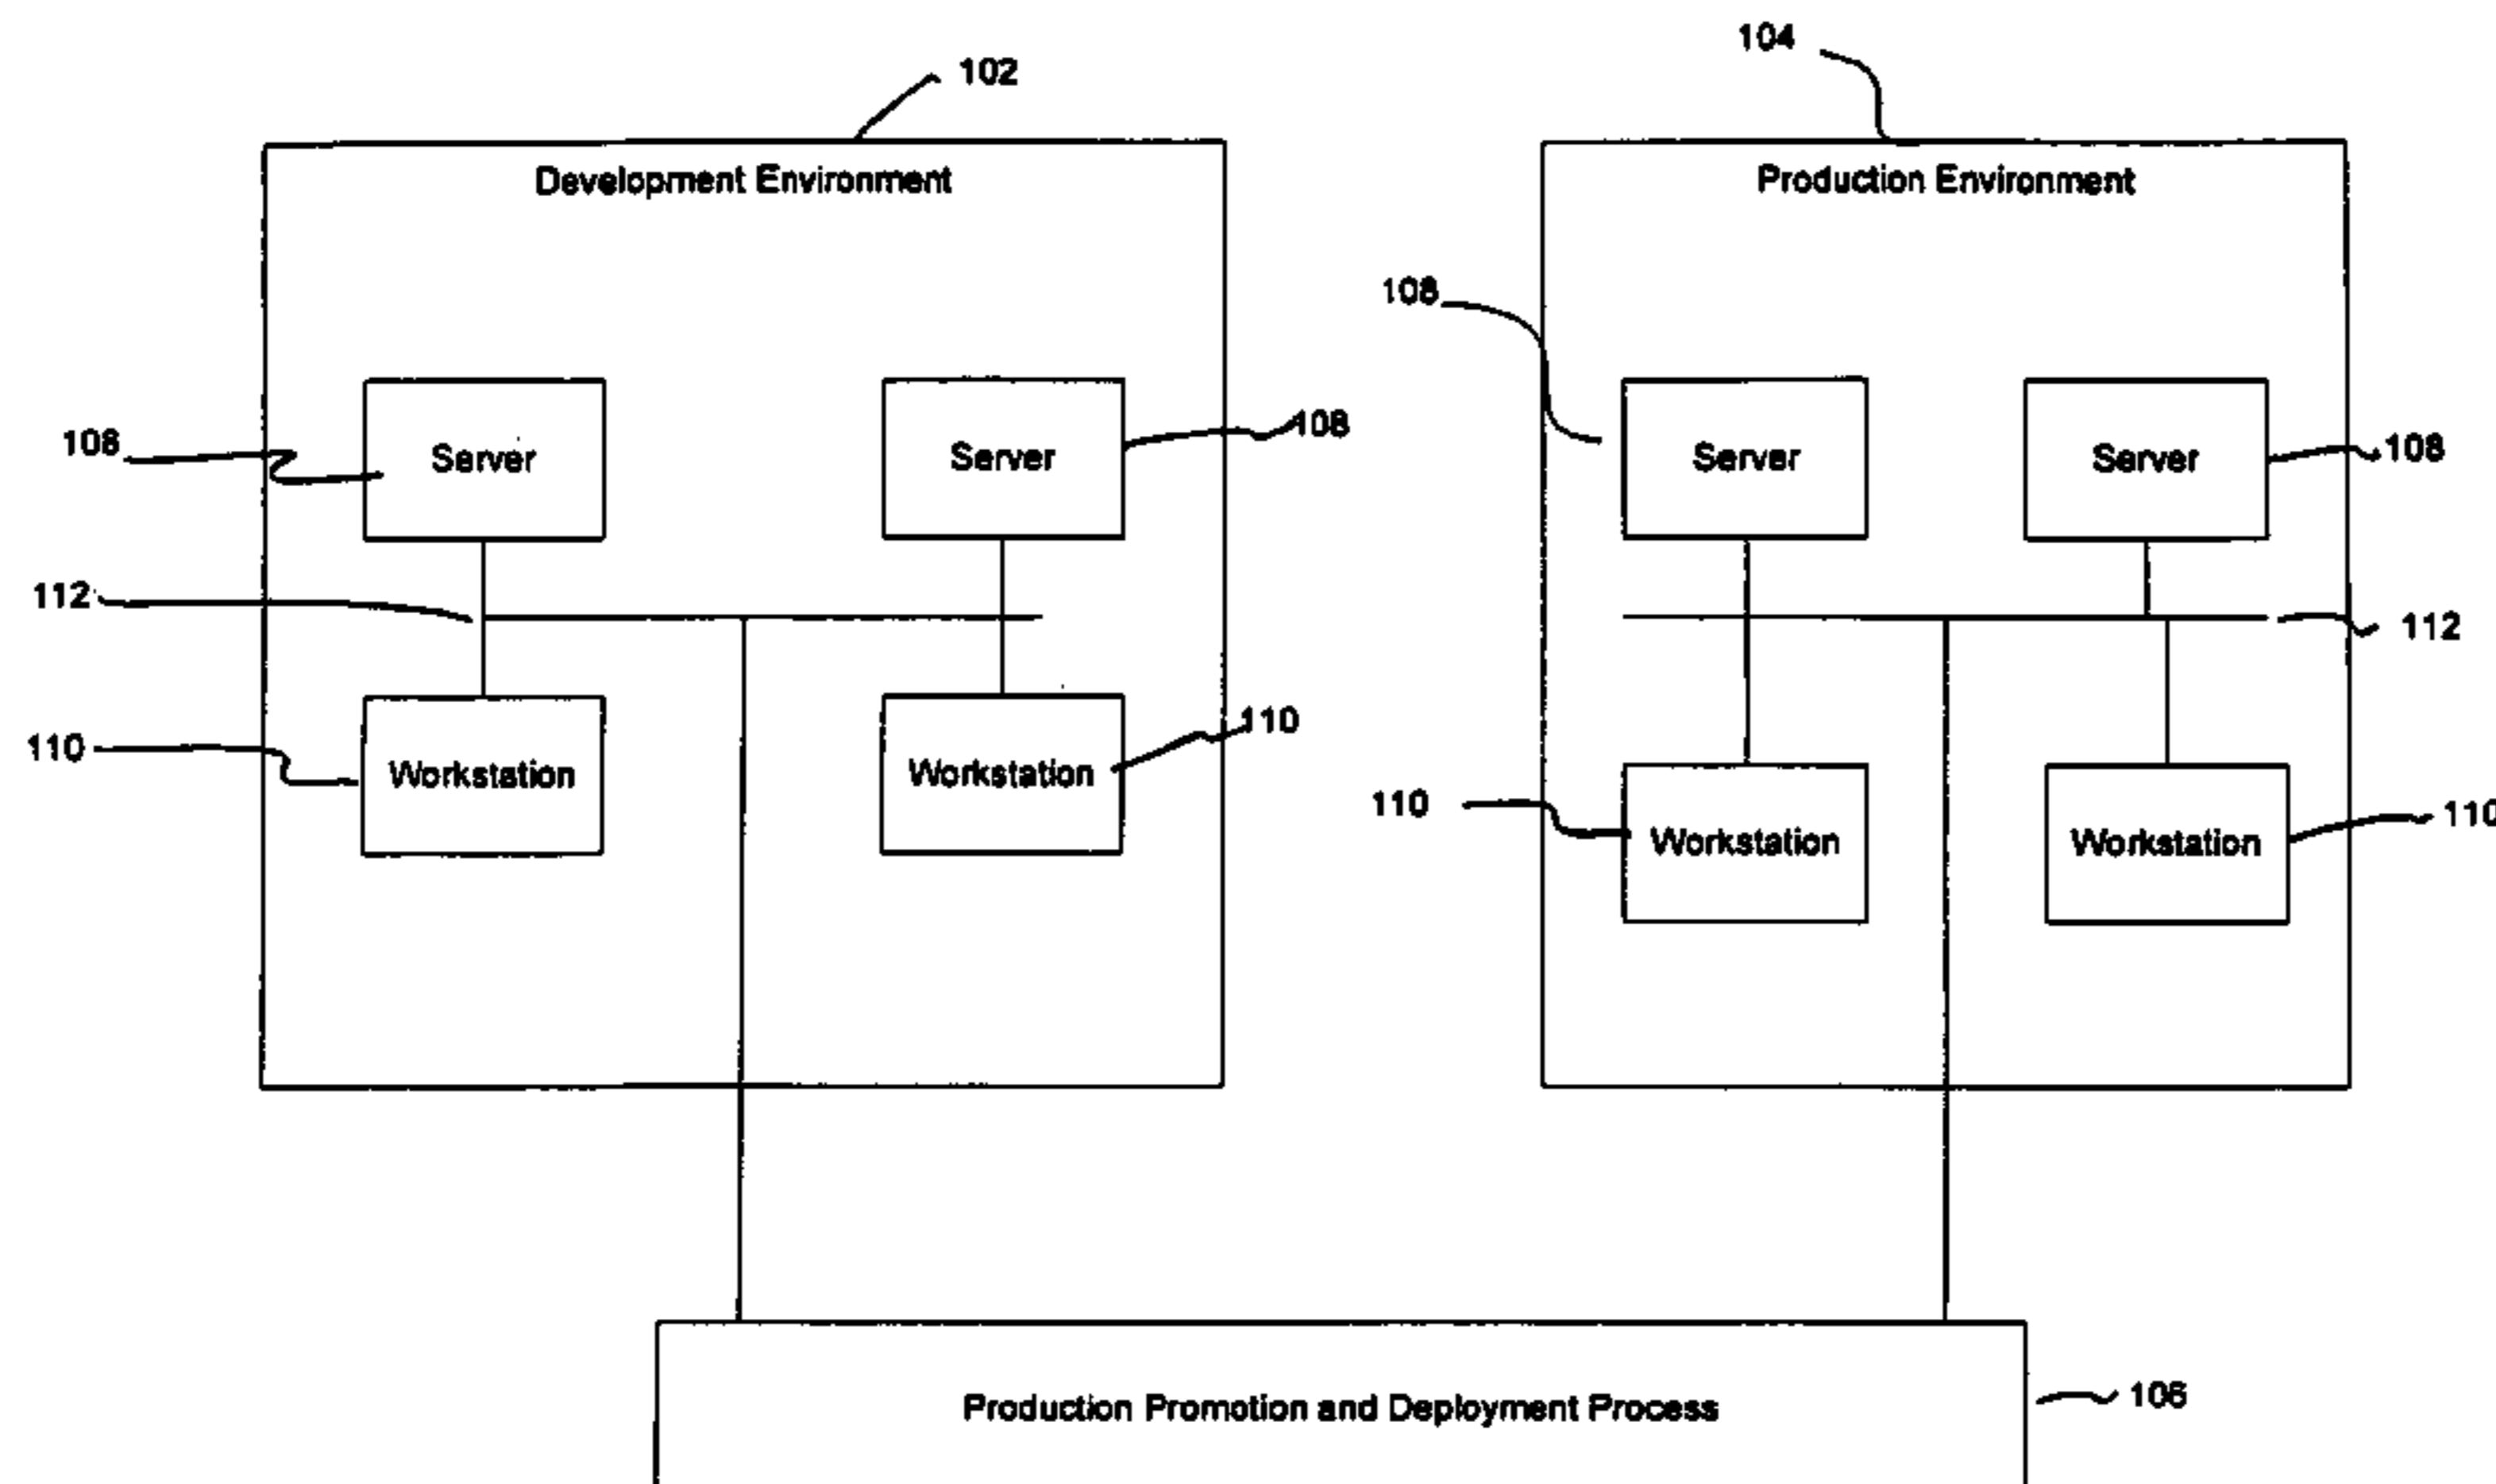 104
102
Development Environment
Production Environment
108
108
Server
108
Server
Server
Server
108
112
112
110
Workstation
Workstation
110
110
Workstation
Workstation
110
Production Promotion and Deployment Process
106